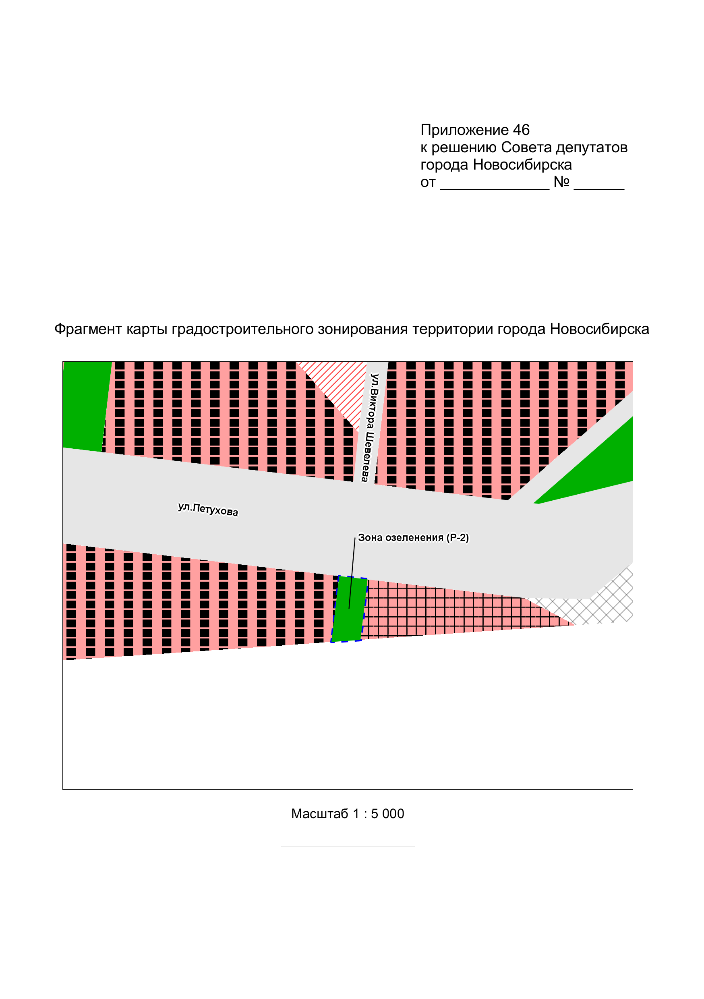 Приложение 46
к решению Совета депутатов
города Новосибирска
от _____________ № ______
Фрагмент карты градостроительного зонирования территории города Новосибирска
ул.Виктора Шевелева
ул.Петухова
Зона озеленения (Р-2)
Масштаб 1 : 5 000